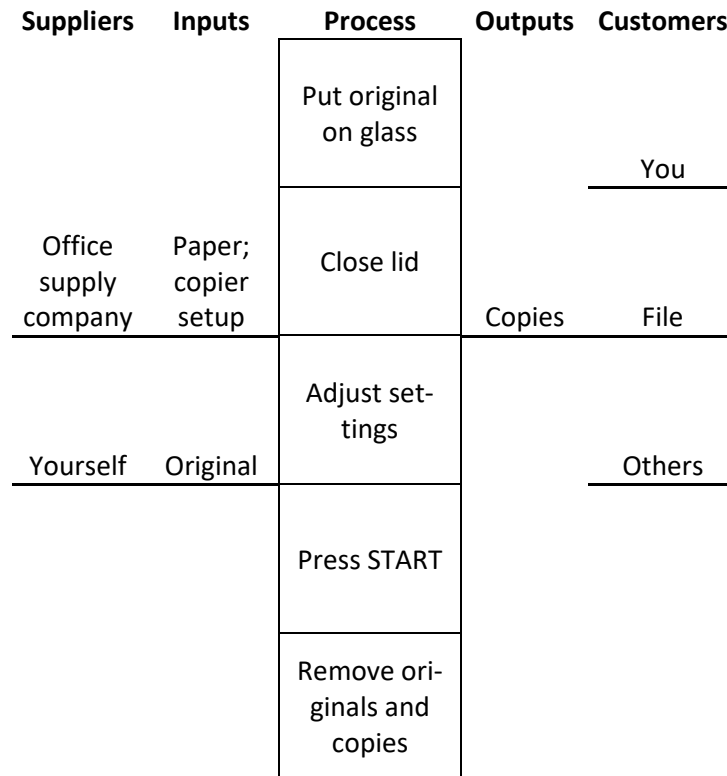 Suppliers Inputs Process Outputs Customers
Put original
on glass
You
Office
supply
company
Paper;
copier
setup
Close lid
Copies
File
Yourself
Original
Adjust set-
tings
Others
Press START
Remove ori-
ginals and
copies